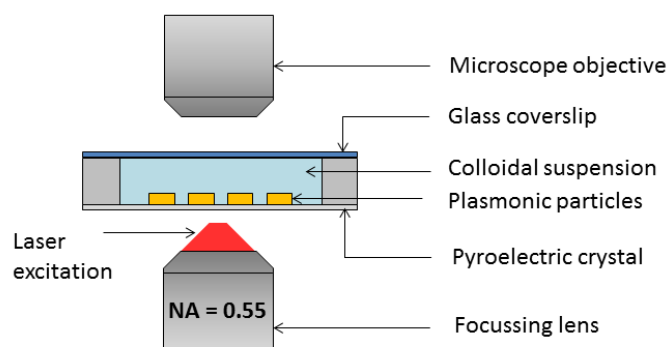 Microscope objective
Glass coverslip
Colloidal suspension
Plasmonic particles
Laser
excitation
Pyroelectric crystal
NA = 0.55
Focussing lens